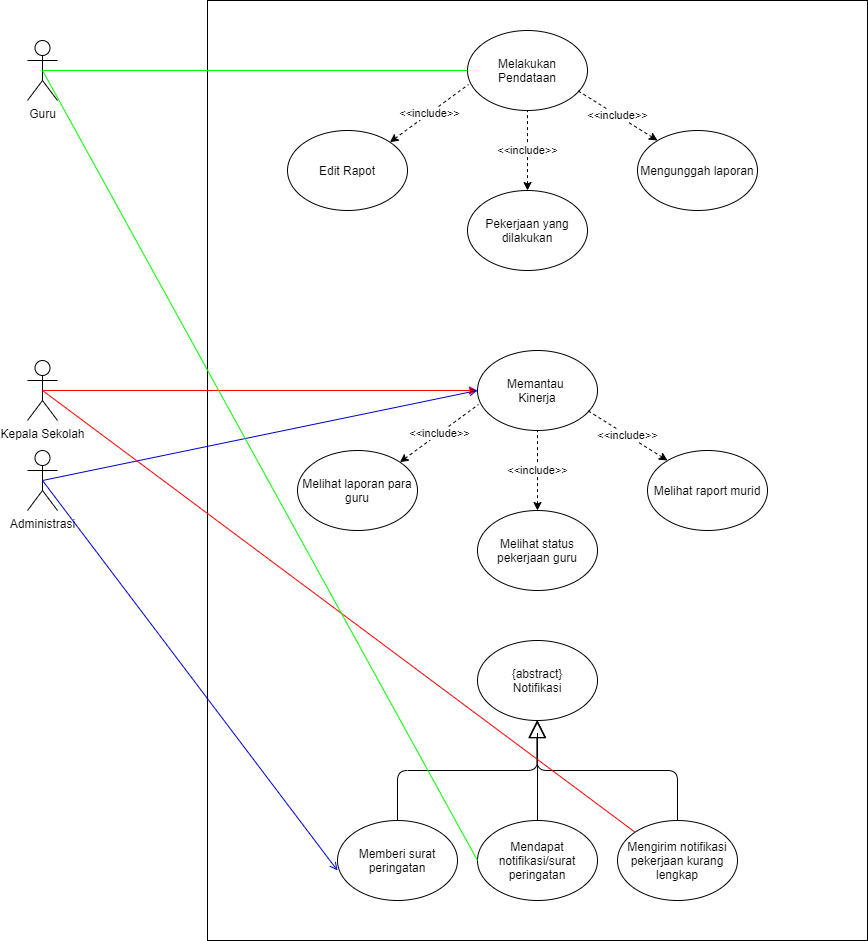 Guru
Melakukan
Pendataan
<<include>>
<<include>>
<<include>>
Edit Rapot
Mengunggah laporan
Pekerjaan yang
dilakukan
Kepala Sekolah
Memantau
Kinerja
<<include>>
<<include>>
<<include>>
Administrasi
Melihat laporan para
guru
Melihat raport murid
Melihat status
pekerjaan guru
{abstract}
Notifikasi
Memberi surat
peringatan
Mendapat
notifikasi/surat
peringatan
Mengirim notifikasi
pekerjaan kurang
lengkap